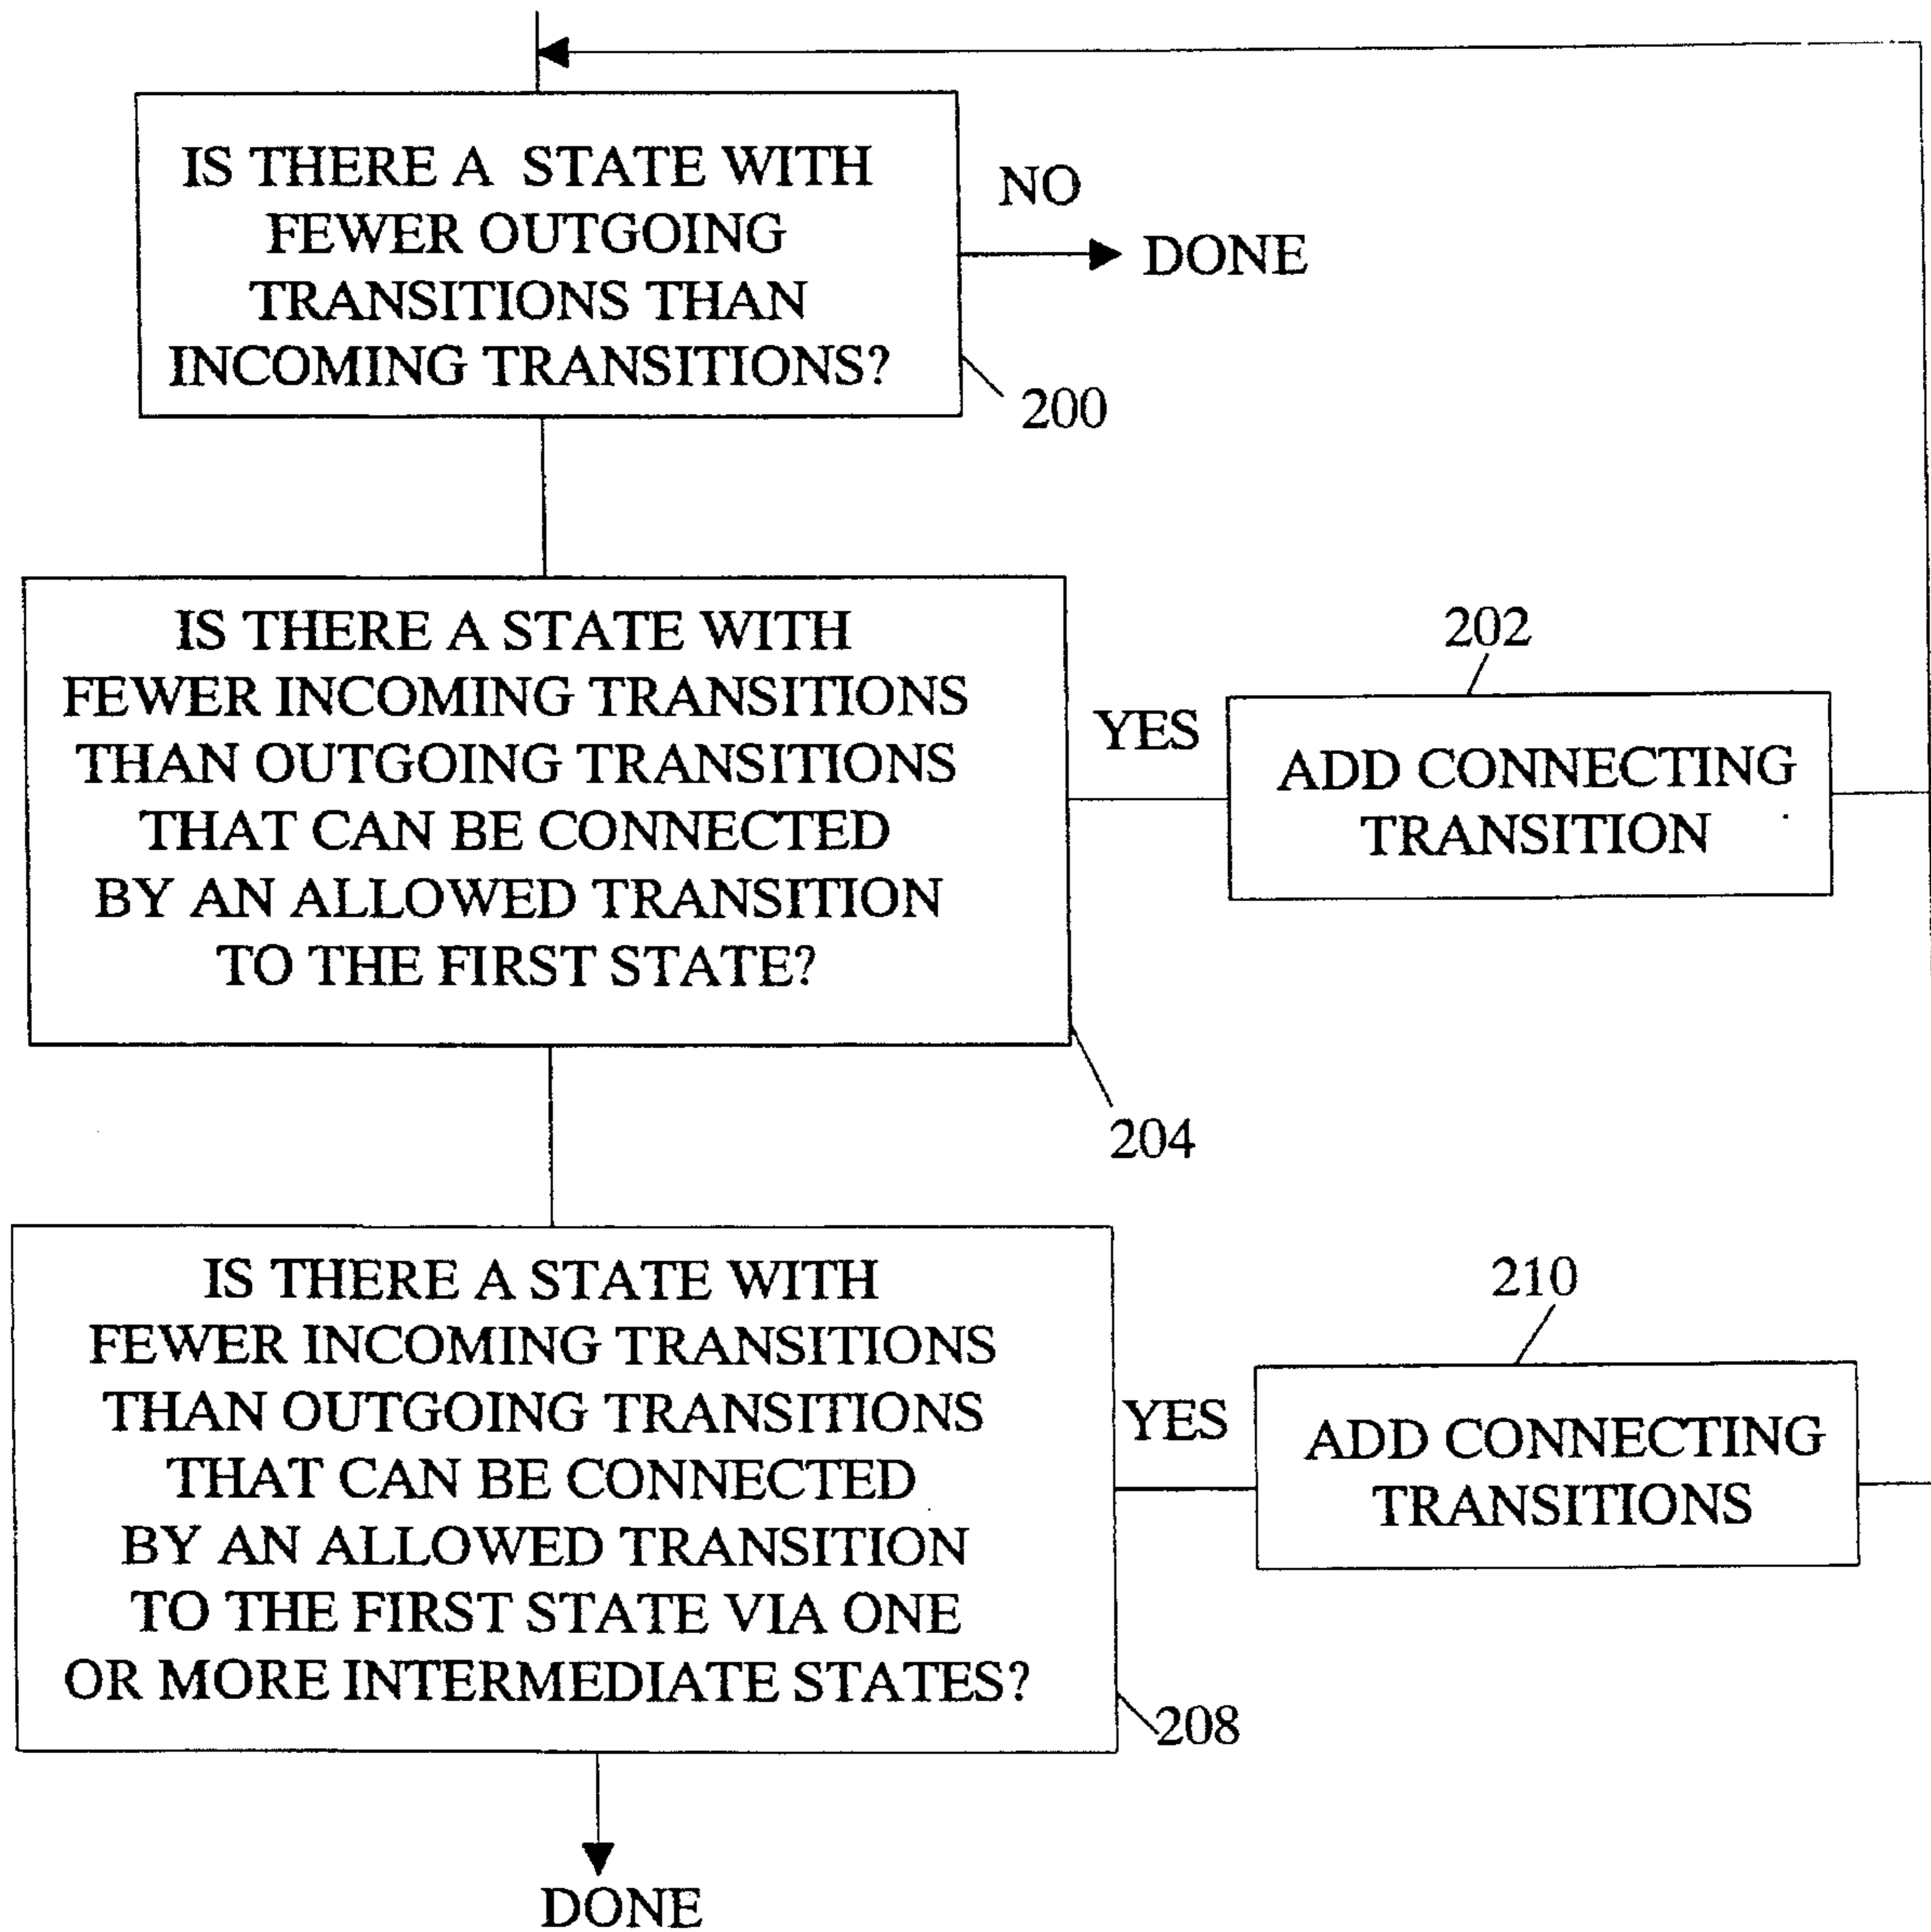 IS THERE A STATE WITH
FEWER OUTGOING
TRANSITIONS THAN
INCOMING TRANSITIONS?
NO
DONE
200
IS THERE A STATE WITH
FEWER INCOMING TRANSITIONS
THAN OUTGOING TRANSITIONS
THAT CAN BE CONNECTED
BY AN ALLOWED TRANSITION
TO THE FIRST STATE?
YES
202
ADD CONNECTING
TRANSITION
204
IS THERE A STATE WITH
FEWER INCOMING TRANSITIONS
THAN OUTGOING TRANSITIONS
THAT CAN BE CONNECTED
BY AN ALLOWED TRANSITION
TO THE FIRST STATE VIA ONE
OR MORE INTERMEDIATE STATES?
YES
210
ADD CONNECTING
TRANSITIONS
208
DONE